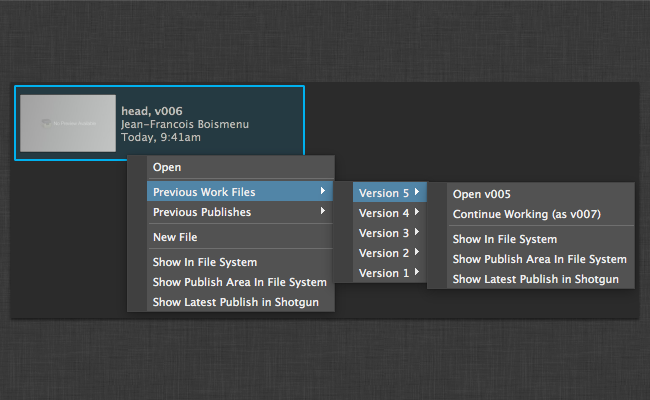 head, v006
Jean-Francois Boismenu
Today, 9:41am
Open
Previous Work Files
Previous Publishes
New File
Show In File System
Show Publish Area In File System
Show Latest Publish in Shotgun
Version 5
Version 4
Version 3
Version 2
Version 1
Open v005
Continue Working (as v007)
Show In File System
Show Publish Area In File System
Show Latest Publish in Shotgun